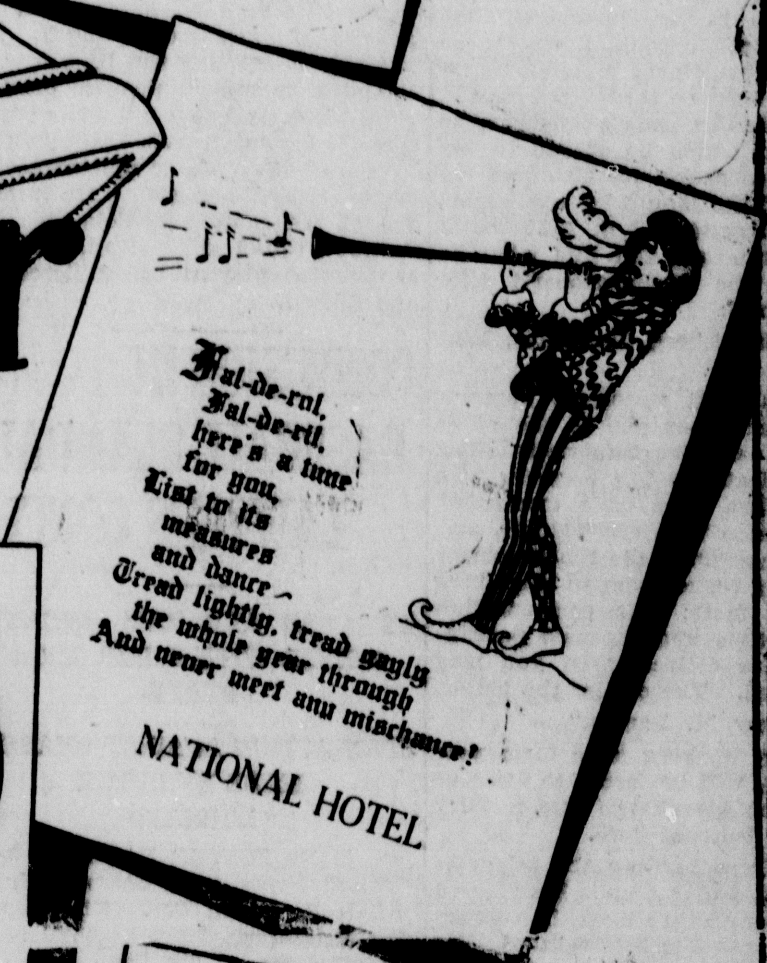 Fal-de-rol,
Fal-de-ril,
here's a tune
for you,
List to its
measures
and dance
Tread lightly, tread gayly
the whole year through
And never meet any mischance!
NATIONAL HOTEL